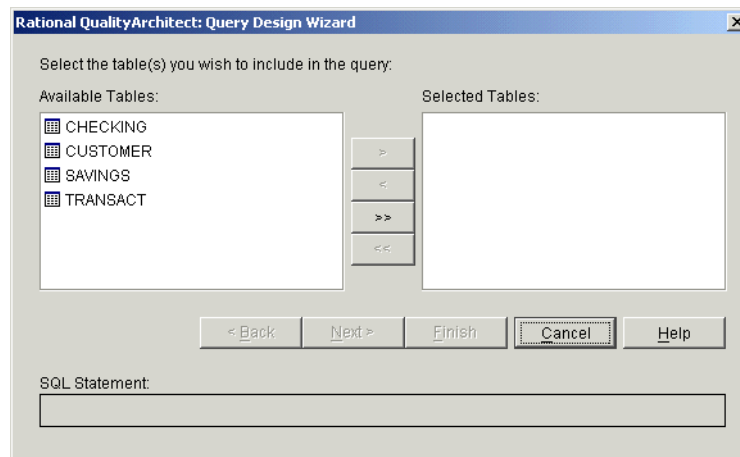 Rational QualityArchitect: Query Design Wizard
Select the table(s) you wish to include in the query:
Available Tables:
Selected Tables:
CHECKING
CUSTOMER
SAVINGS
TRANSACT
>
<
>>
<<
< Back
Next >
Finish
Cancel
Help
SQL Statement: